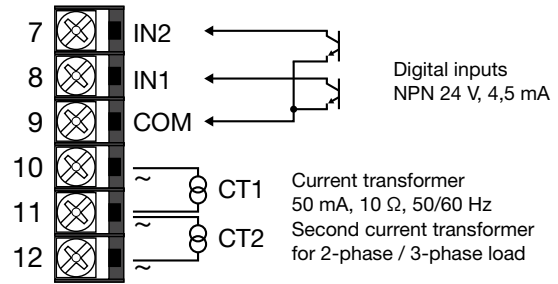 7 IN2
8 IN1
9 COM
Digital inputs
NPN 24 V, 4,5 mA
10
11
12
~
~
~
~
CT1
CT2
Current transformer
50 mA, 10 Ω, 50/60 Hz
Second current transformer
for 2-phase / 3-phase load